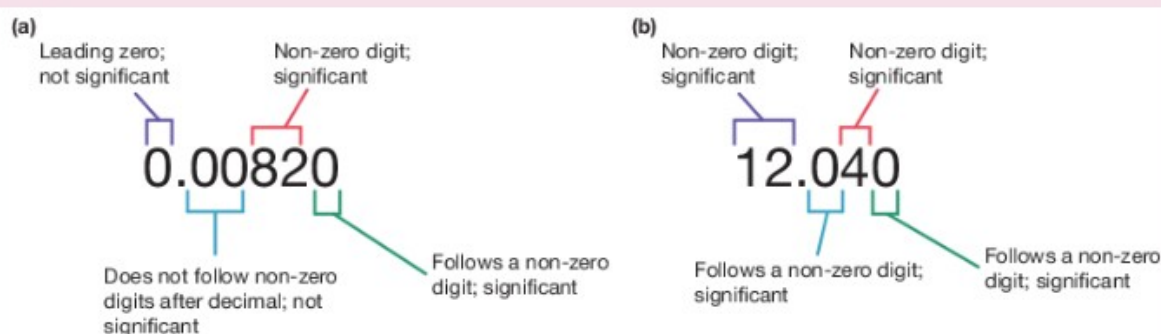 (a)
Leading zero;
not significant
Non-zero digit;
significant
0.00820
Does not follow non-zero
digits after decimal; not
significant
Follows a non-zero
digit; significant
(b)
Non-zero digit;
significant
Non-zero digit;
significant
12.040
Follows a non-zero digit;
significant
Follows a non-zero
digit; significant